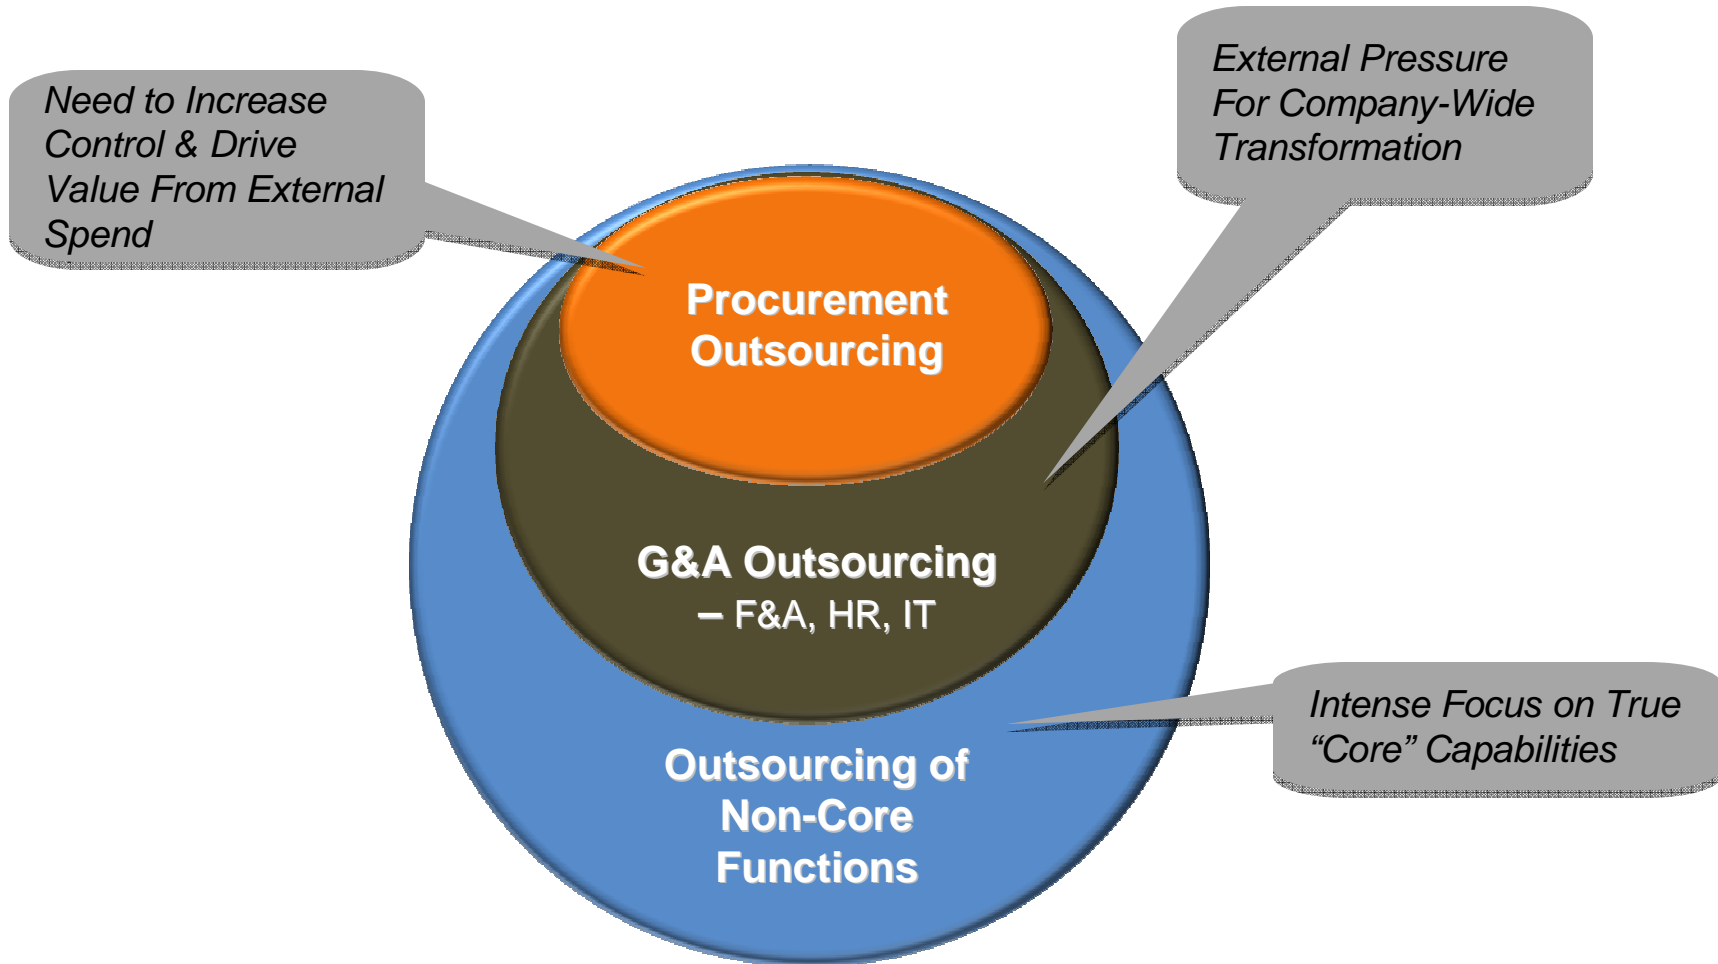 Need to Increase
Control & Drive
Value From External
Spend
External Pressure
For Company-Wide
Transformation
Procurement
Outsourcing
G&A Outsourcing
– F&A, HR, IT
Intense Focus on True
“Core” Capabilities
Outsourcing of
Non-Core
Functions